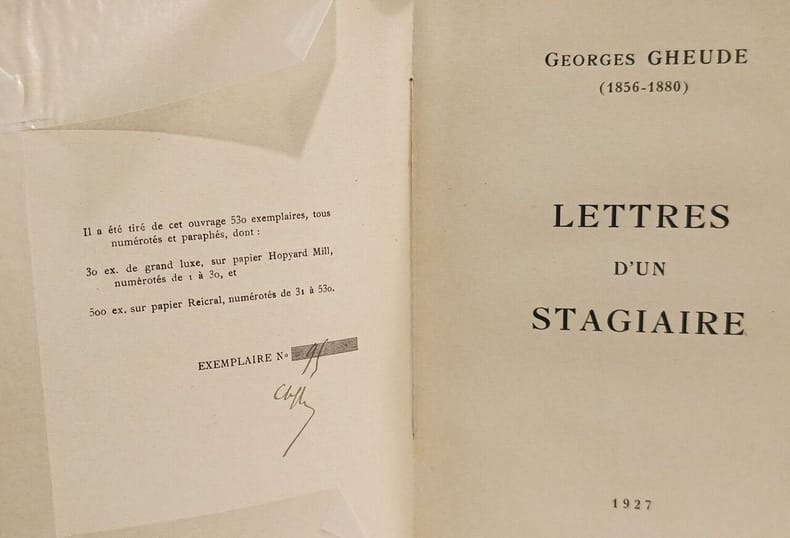 Il a été tiré de cet ouvrage 530 exemplaires, tous
numérotés et paraphés, dont :
30 ex. de grand luxe, sur papier Hopyard Mill,
numérotés de 1 à 30, et
500 ex. sur papier Reicral, numérotés de 31 à 530.
EXEMPLAIRE No 95
GEORGES GHEUDE
(1856-1880)
LETTRES
D'UN
STAGIAIRE
1927